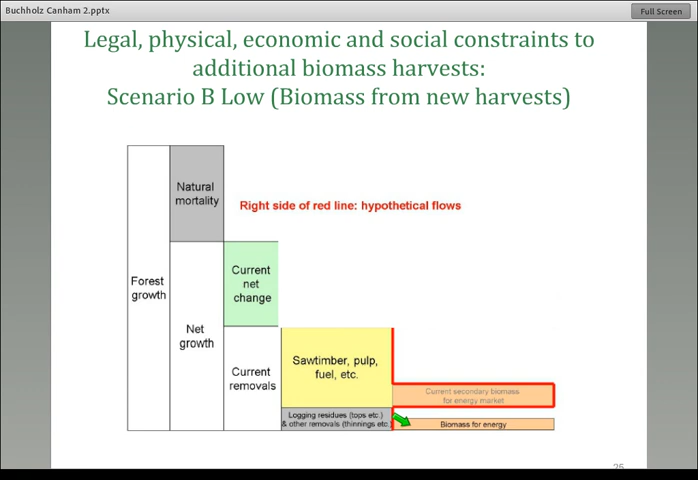 Buchholz Canham 2.pptx
Full Screen
Legal, physical, economic and social constraints to
additional biomass harvests:
Scenario B Low (Biomass from new harvests)
Natural
mortality
Right side of red line: hypothetical flows
Forest
growth
Current
net
change
Net
growth
Current
removals
Sawtimber, pulp,
fuel, etc.
Current secondary biomass
for energy market
Logging residues (tops etc.)
& other removals (thinnings etc.)
Biomass for energy